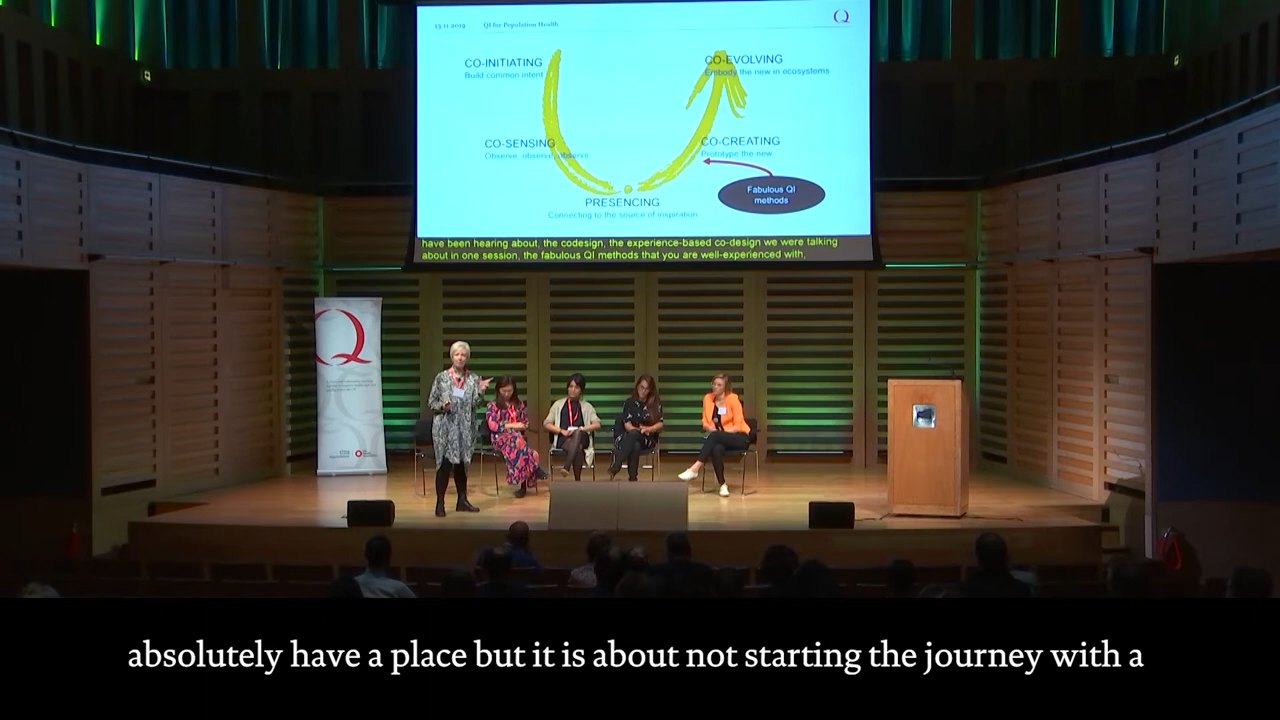 13.11.2019 QI for Population Health
Q
CO-INITIATING
Build common intent
CO-EVOLVING
Embody the new in ecosystems
CO-SENSING
Observe, observe, observe
CO-CREATING
Prototype the new
Fabulous QI
methods
PRESENCING
Connecting to the source of inspiration
have been hearing about, the codesign, the experience-based co-design we were talking
about in one session, the fabulous QI methods that you are well-experienced with,
Q
absolutely have a place but it is about not starting the journey with a